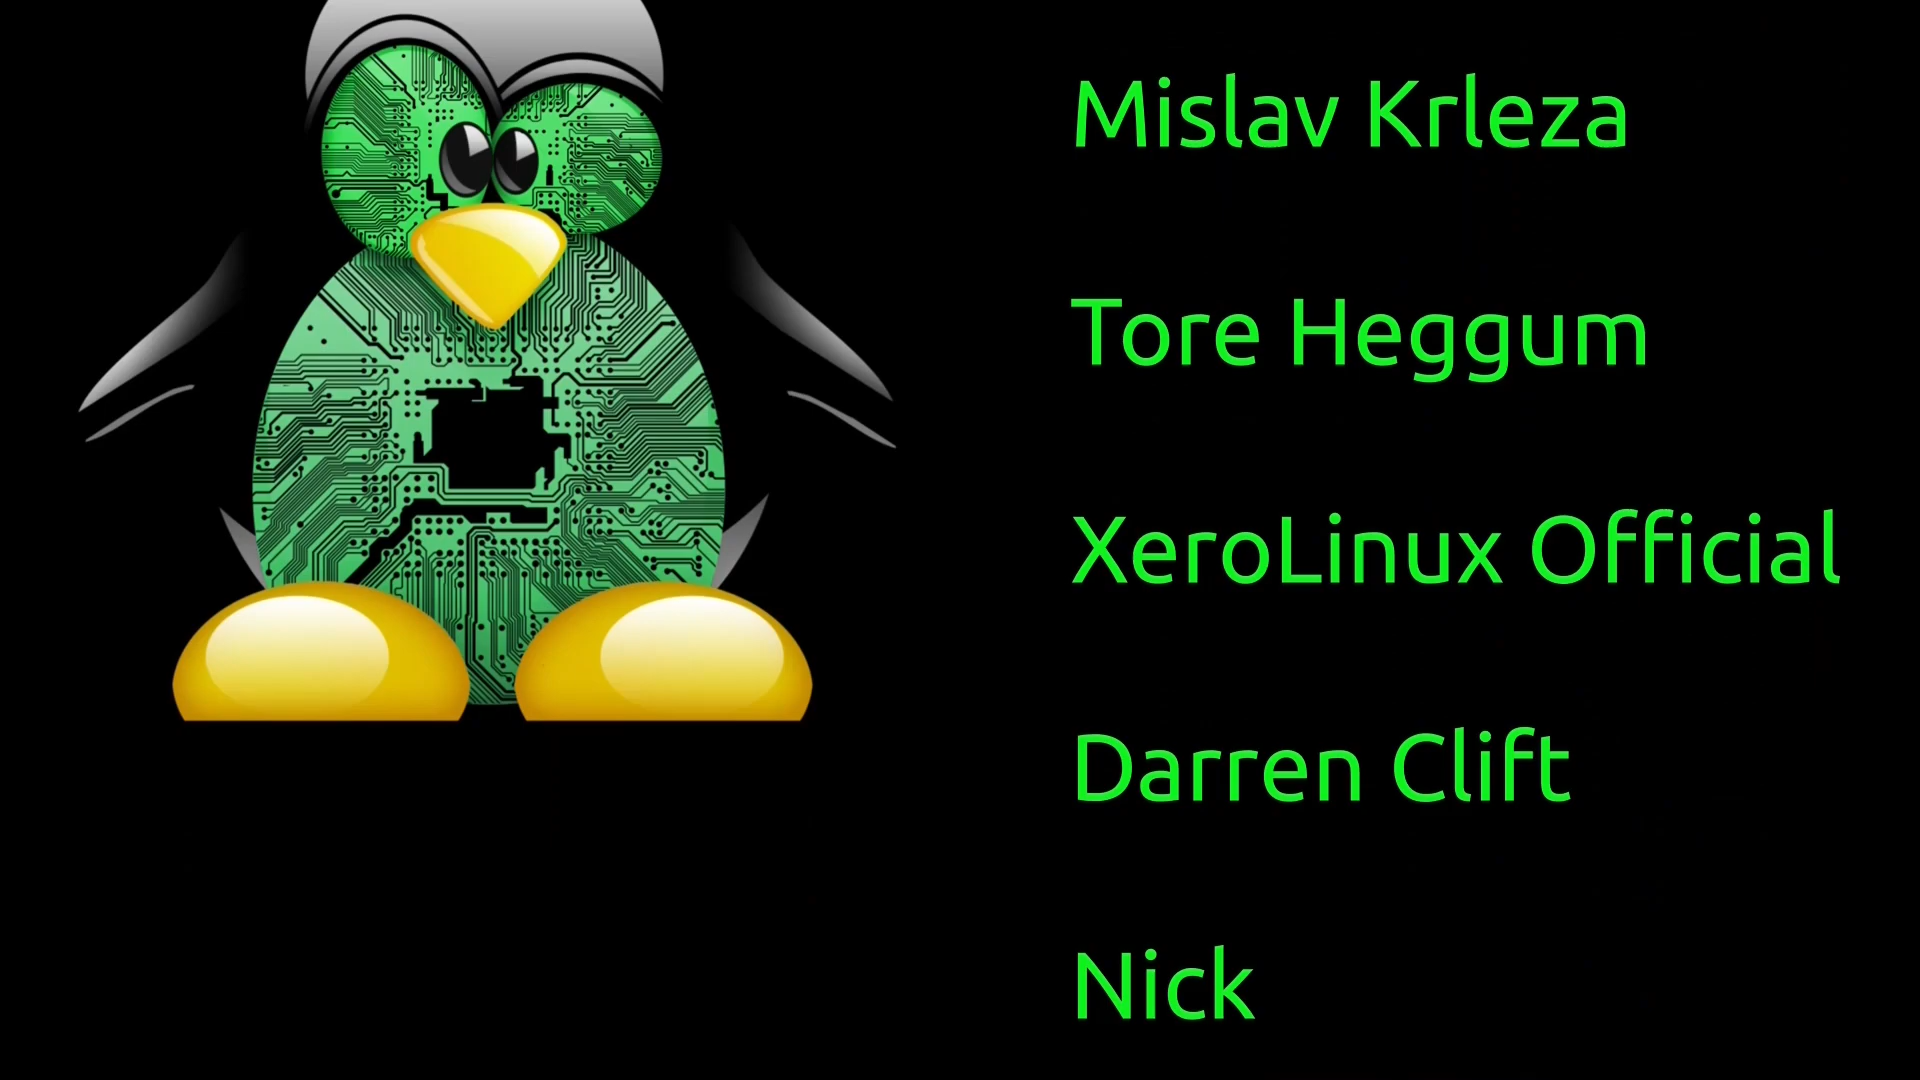 Mislav Krleza
Tore Heggum
XeroLinux Official
Darren Clift
Nick